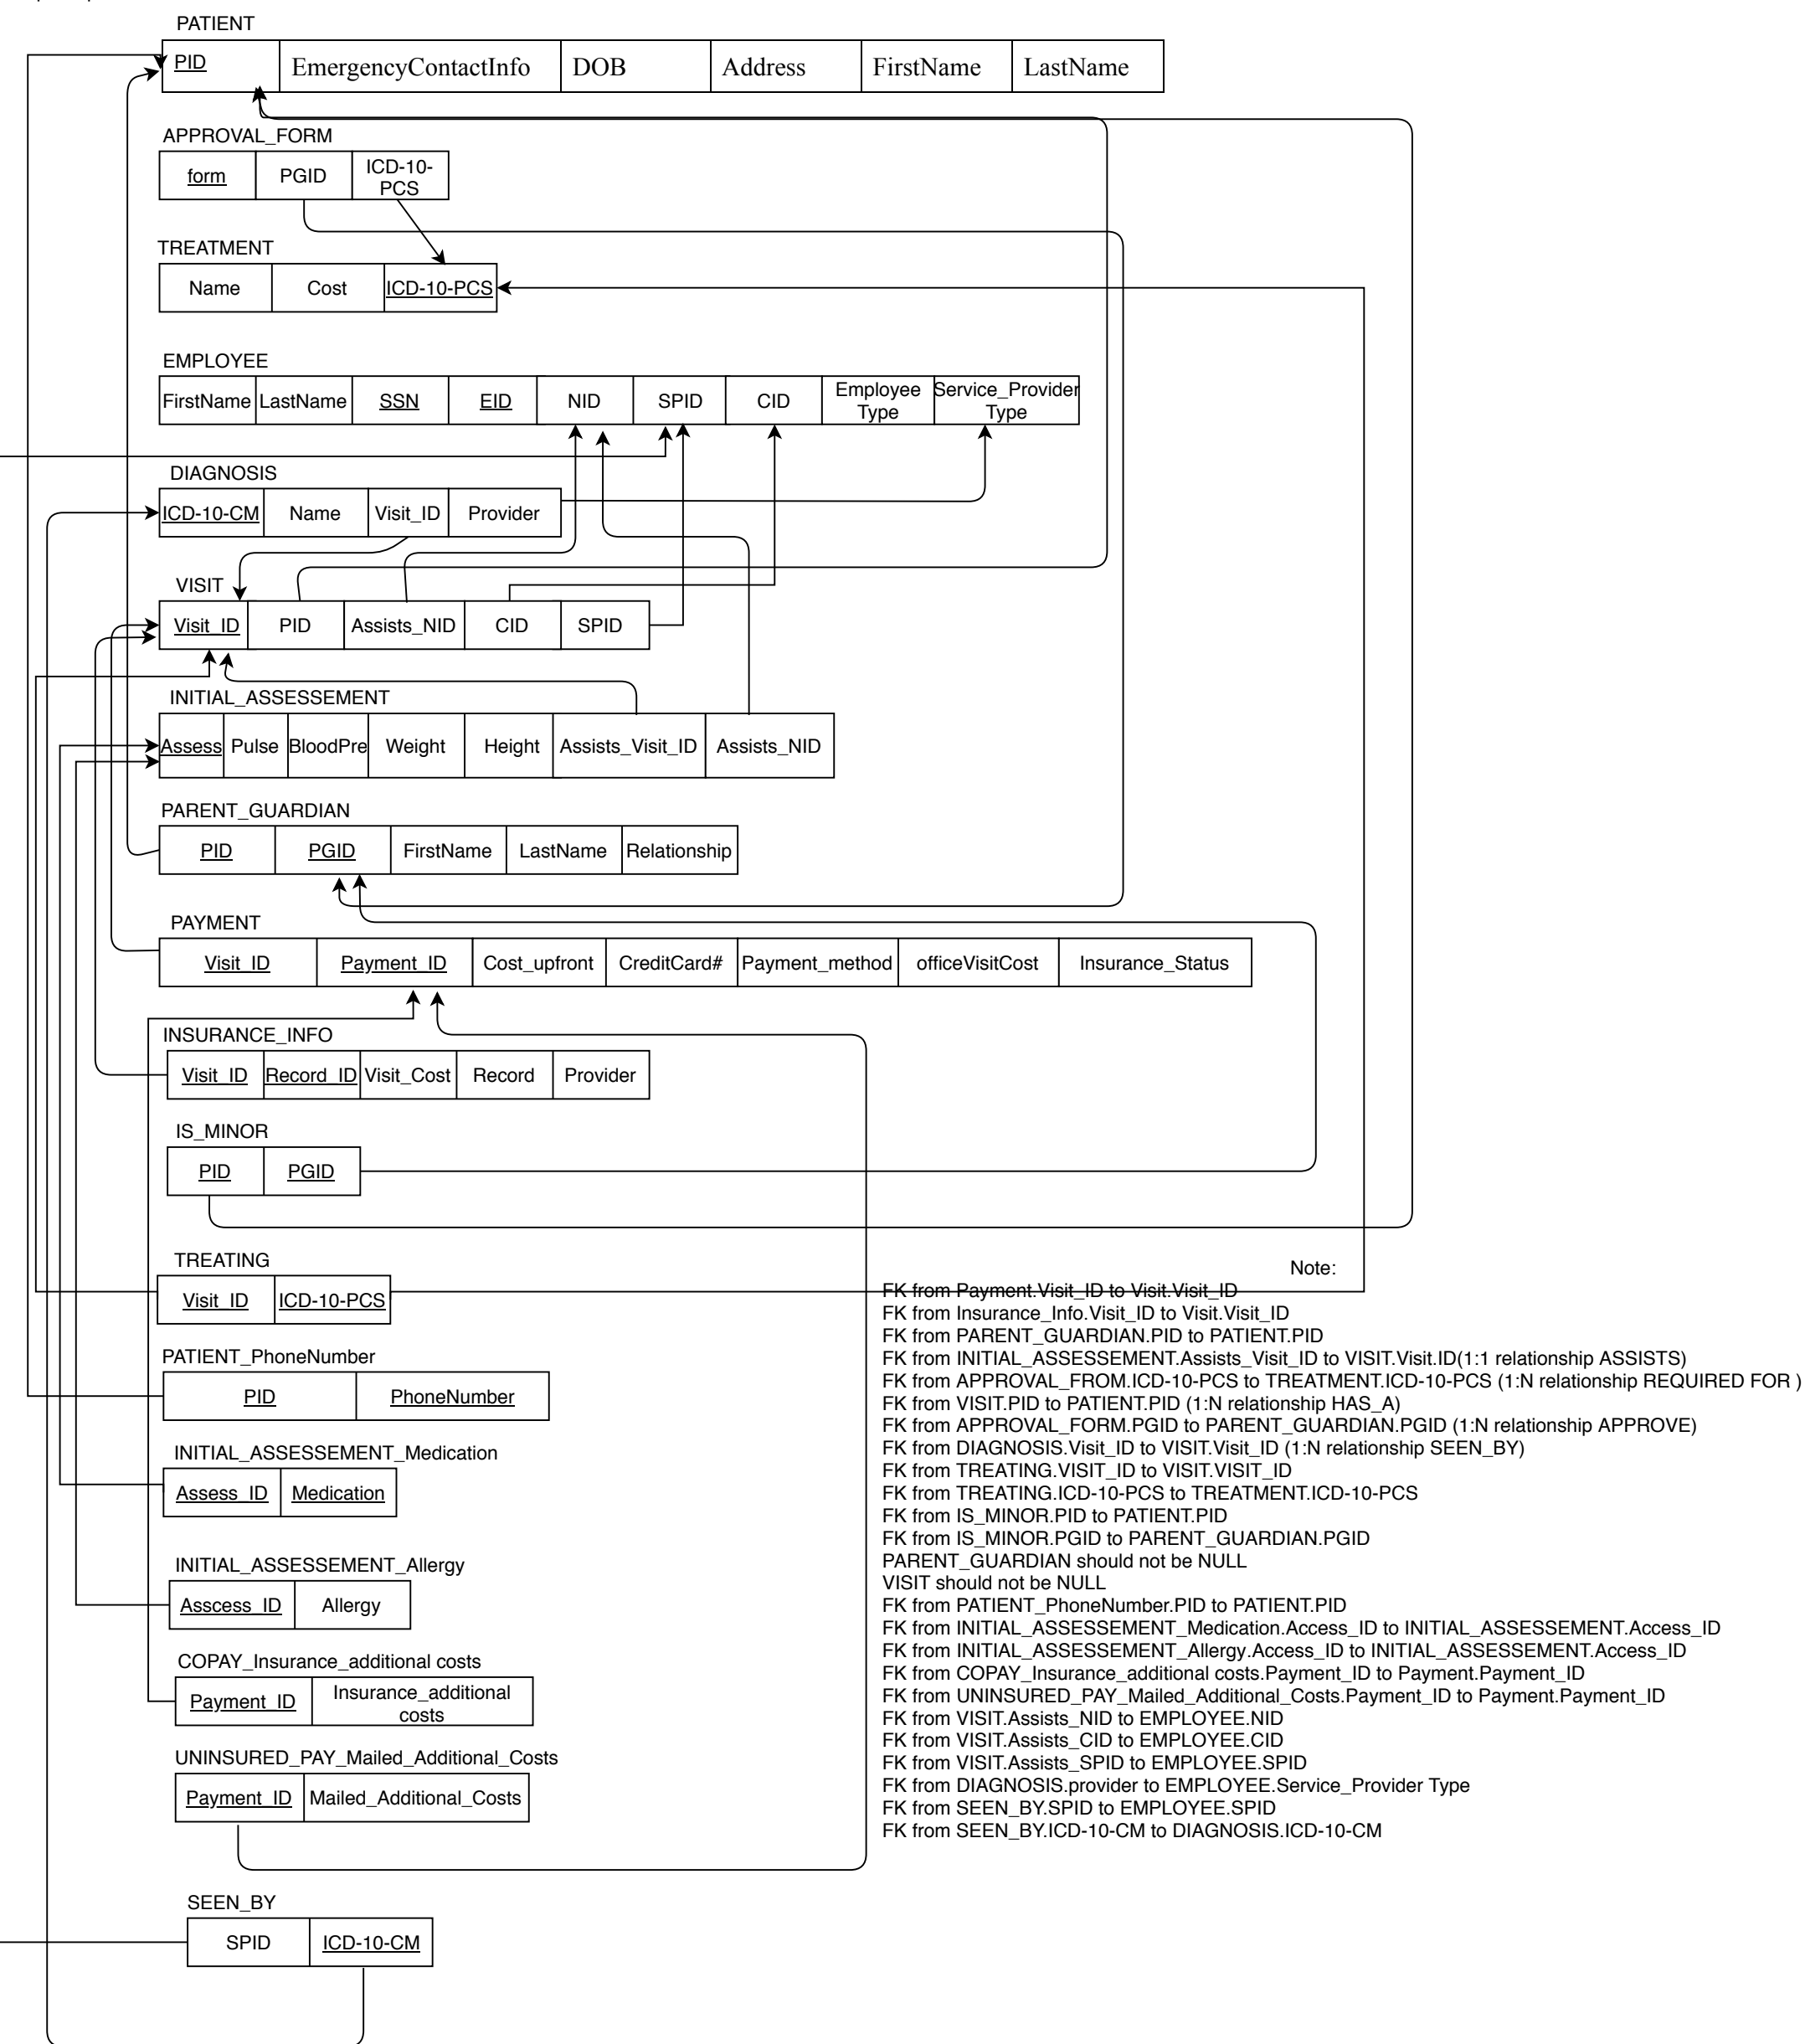 PATIENT
PID EmergencyContactInfo DOB Address FirstName LastName
APPROVAL_FORM
form PGID ICD-10-
PCS
TREATMENT
Name Cost ICD-10-PCS
EMPLOYEE
FirstName LastName SSN EID NID SPID CID Employee Service_Provider
Type Type
DIAGNOSIS
ICD-10-CM Name Visit_ID Provider
VISIT
Visit_ID PID Assists_NID CID SPID
INITIAL_ASSESSEMENT
Assess Pulse BloodPre Weight Height Assists_Visit_ID Assists_NID
PARENT_GUARDIAN
PID PGID FirstName LastName Relationship
PAYMENT
Visit_ID Payment_ID Cost_upfront CreditCard# Payment_method officeVisitCost Insurance_Status
INSURANCE_INFO
Visit_ID Record_ID Visit_Cost Record Provider
IS_MINOR
PID PGID
TREATING
Visit_ID ICD-10-PCS
PATIENT_PhoneNumber
PID PhoneNumber
INITIAL_ASSESSEMENT_Medication
Assess_ID Medication
INITIAL_ASSESSEMENT_Allergy
Asscess_ID Allergy
COPAY_Insurance_additional costs
Payment_ID Insurance_additional
costs
UNINSURED_PAY_Mailed_Additional_Costs
Payment_ID Mailed_Additional_Costs
SEEN_BY
SPID ICD-10-CM
Note:
FK from Payment.Visit_ID to Visit.Visit_ID
FK from Insurance_Info.Visit_ID to Visit.Visit_ID
FK from PARENT_GUARDIAN.PID to PATIENT.PID
FK from INITIAL_ASSESSEMENT.Assists_Visit_ID to VISIT.Visit.ID(1:1 relationship ASSISTS)
FK from APPROVAL_FROM.ICD-10-PCS to TREATMENT.ICD-10-PCS (1:N relationship REQUIRED FOR )
FK from VISIT.PID to PATIENT.PID (1:N relationship HAS_A)
FK from APPROVAL_FORM.PGID to PARENT_GUARDIAN.PGID (1:N relationship APPROVE)
FK from DIAGNOSIS.Visit_ID to VISIT.Visit_ID (1:N relationship SEEN_BY)
FK from TREATING.VISIT_ID to VISIT.VISIT_ID
FK from TREATING.ICD-10-PCS to TREATMENT.ICD-10-PCS
FK from IS_MINOR.PID to PATIENT.PID
FK from IS_MINOR.PGID to PARENT_GUARDIAN.PGID
PARENT_GUARDIAN should not be NULL
VISIT should not be NULL
FK from PATIENT_PhoneNumber.PID to PATIENT.PID
FK from INITIAL_ASSESSEMENT_Medication.Access_ID to INITIAL_ASSESSEMENT.Access_ID
FK from INITIAL_ASSESSEMENT_Allergy.Access_ID to INITIAL_ASSESSEMENT.Access_ID
FK from COPAY_Insurance_additional costs.Payment_ID to Payment.Payment_ID
FK from UNINSURED_PAY_Mailed_Additional_Costs.Payment_ID to Payment.Payment_ID
FK from VISIT.Assists_NID to EMPLOYEE.NID
FK from VISIT.Assists_CID to EMPLOYEE.CID
FK from VISIT.Assists_SPID to EMPLOYEE.SPID
FK from DIAGNOSIS.provider to EMPLOYEE.Service_Provider Type
FK from SEEN_BY.SPID to EMPLOYEE.SPID
FK from SEEN_BY.ICD-10-CM to DIAGNOSIS.ICD-10-CM